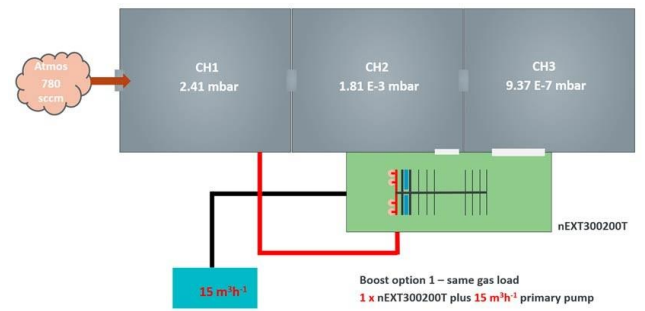 Atmos
780
sccm
CH1
2.41 mbar
CH2
1.81 E-3 mbar
CH3
9.37 E-7 mbar
nEXT300200T
15 m³h⁻¹
Boost option 1 – same gas load
1 x nEXT300200T plus 15 m³h⁻¹ primary pump